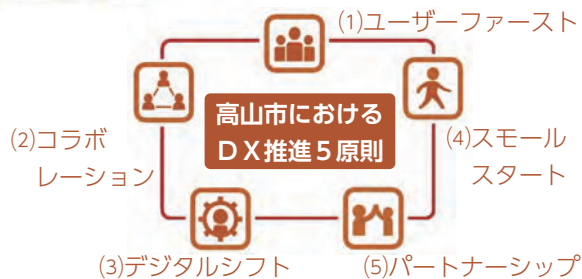 (1)ユーザーファースト
高山市における
ＤＸ推進５原則
(2)コラボ
レーション
(4)スモール
スタート
(3)デジタルシフト
(5)パートナーシップ